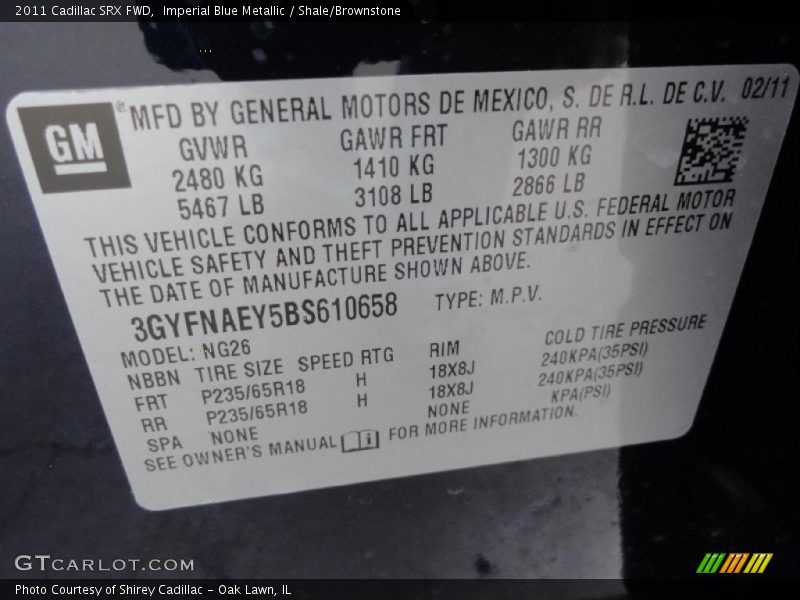 2011 Cadillac SRX FWD,  Imperial Blue Metallic / Shale/Brownstone
GM
® MFD BY GENERAL MOTORS DE MEXICO, S. DE R.L. DE C.V. 02/11
GVWR GAWR FRT GAWR RR
2480 KG 1410 KG 1300 KG
5467 LB 3108 LB 2866 LB
THIS VEHICLE CONFORMS TO ALL APPLICABLE U.S. FEDERAL MOTOR
VEHICLE SAFETY AND THEFT PREVENTION STANDARDS IN EFFECT ON
THE DATE OF MANUFACTURE SHOWN ABOVE.
3GYFNAEY5BS610658 TYPE: M.P.V.
MODEL: NG26
NBBN TIRE SIZE SPEED RTG RIM COLD TIRE PRESSURE
FRT P235/65R18 H 18X8J 240KPA(35PSI)
RR P235/65R18 H 18X8J 240KPA(35PSI)
SPA NONE NONE KPA(PSI)
SEE OWNER'S MANUAL i FOR MORE INFORMATION.
GTCARLOT.COM
Photo Courtesy of Shirey Cadillac - Oak Lawn, IL